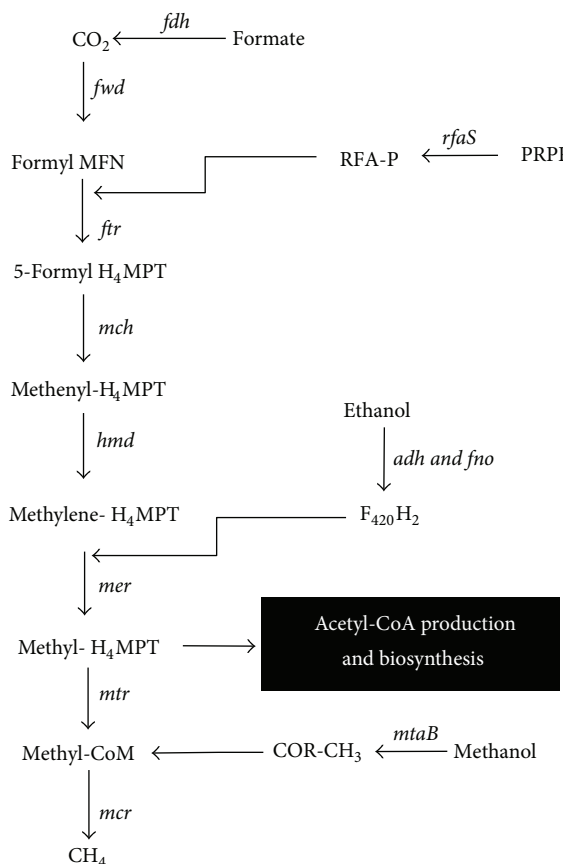 fdh
CO₂
Formate
fwd
rfaS
Formyl MFN
RFA-P
PRPP
ftr
5-Formyl H₄MPT
mch
Methenyl-H₄MPT
Ethanol
hmd
adh and fno
Methylene- H₄MPT
F₄₂₀H₂
mer
Acetyl-CoA production
and biosynthesis
Methyl- H₄MPT
mtr
mtaB
Methyl-CoM
COR-CH₃
Methanol
mcr
CH₄